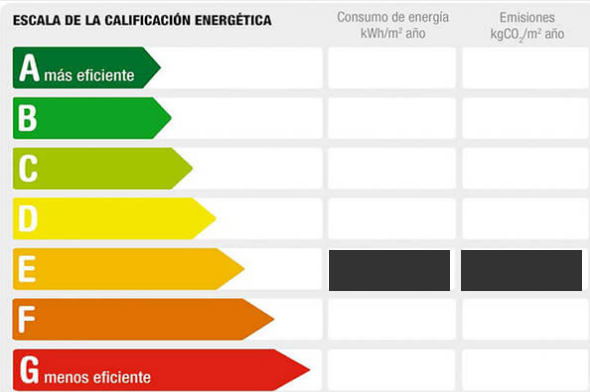 ESCALA DE LA CALIFICACIÓN ENERGÉTICA
Consumo de energía
kWh/m² año
Emisiones
kgCO₂/m² año
A más eficiente
B
C
D
E
F
G menos eficiente